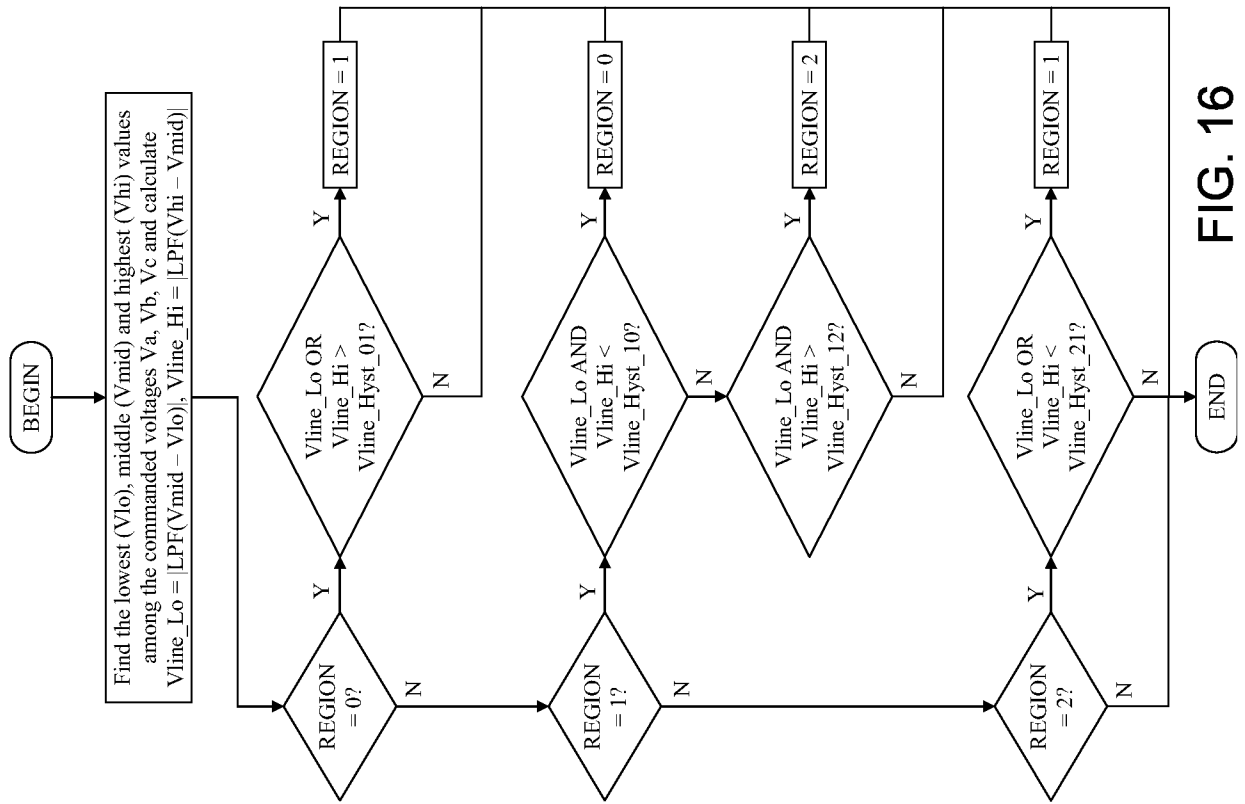 BEGIN
Find the lowest (Vlo), middle (Vmid) and highest (Vhi) values
among the commanded voltages Va, Vb, Vc and calculate
Vline_Lo = |LPF(Vmid – Vlo)|, Vline_Hi = |LPF(Vhi – Vmid)|
REGION
= 0?
Y
N
Vline_Lo OR
Vline_Hi >
Vline_Hyst_01?
Y
N
REGION = 1
REGION
= 1?
Y
N
Vline_Lo AND
Vline_Hi <
Vline_Hyst_10?
Y
N
REGION = 0
Vline_Lo AND
Vline_Hi >
Vline_Hyst_12?
Y
N
REGION = 2
REGION
= 2?
Y
N
Vline_Lo OR
Vline_Hi <
Vline_Hyst_21?
Y
N
REGION = 1
END
FIG. 16